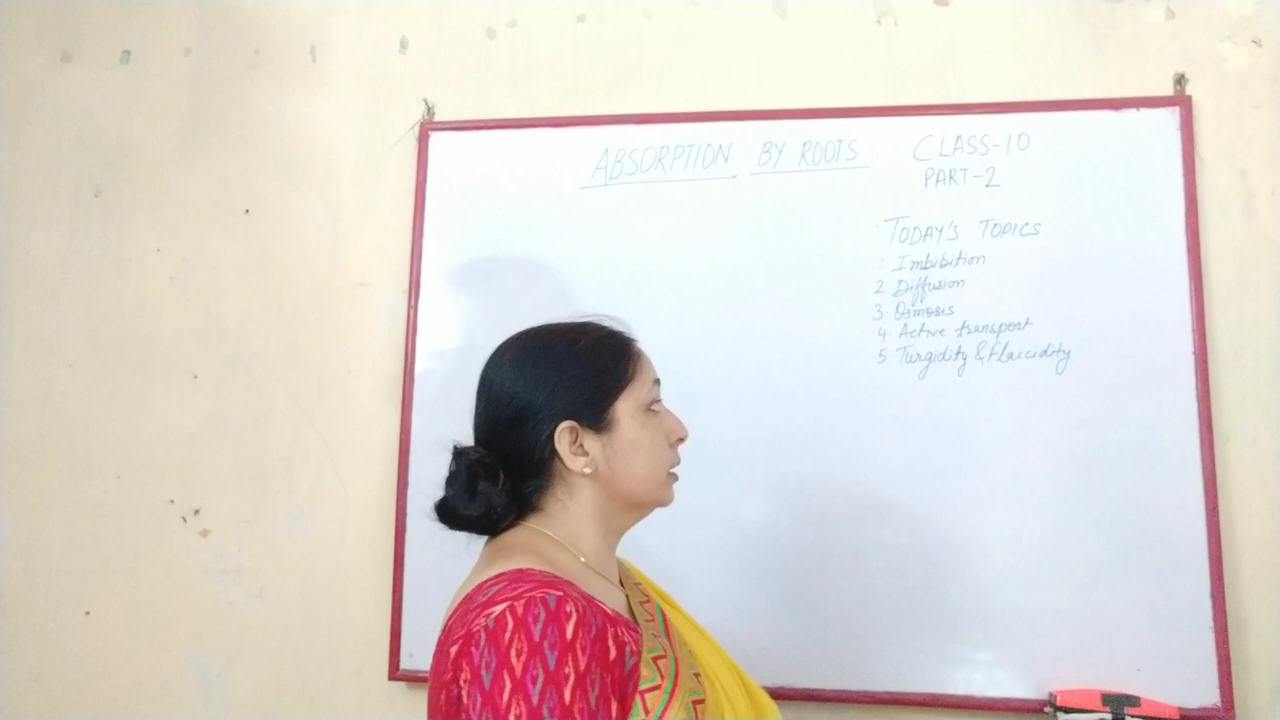 ABSORPTION BY ROOTS CLASS-10
PART-2
TODAY'S TOPICS
1 Imbibition
2 Diffusion
3. Osmosis
4. Active transport
5 Turgidity & Flaccidity